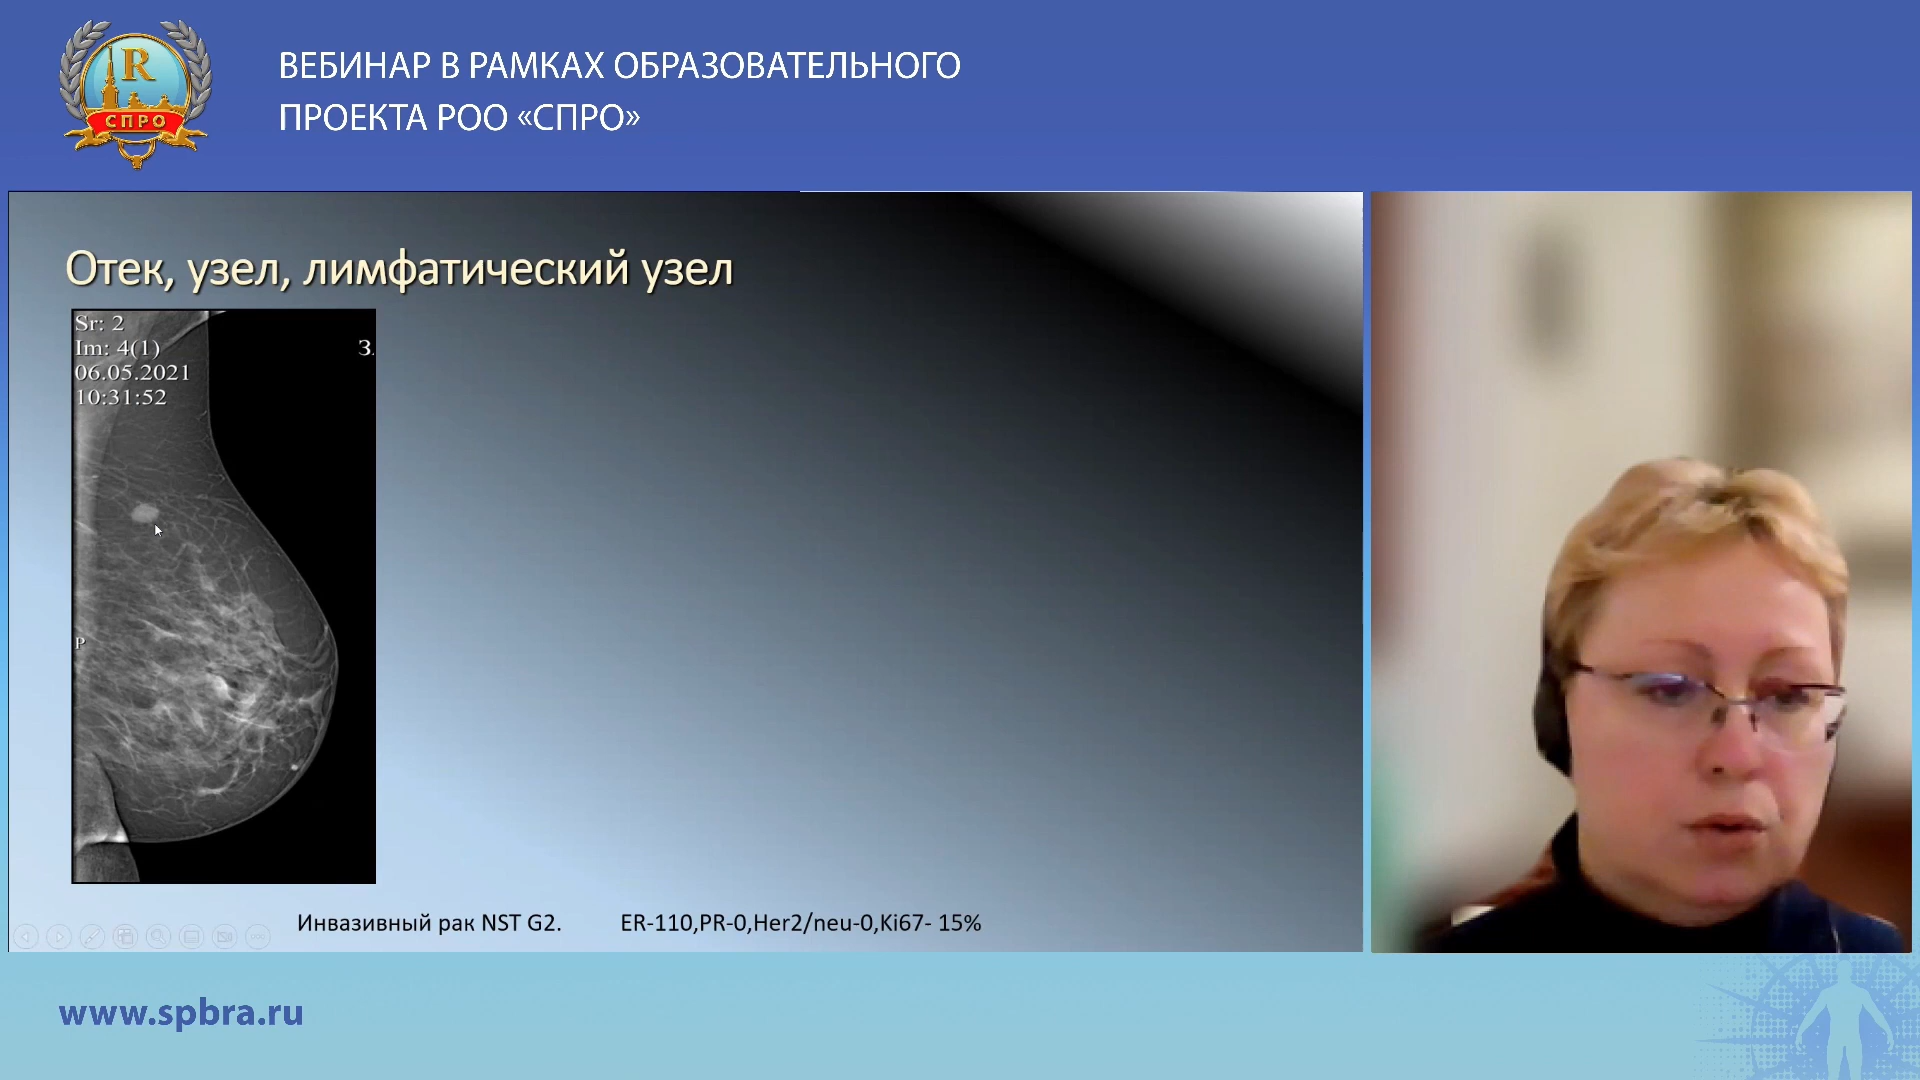 R
СПРО
ВЕБИНАР В РАМКАХ ОБРАЗОВАТЕЛЬНОГО
ПРОЕКТА РОО «СПРО»
Отек, узел, лимфатический узел
Sr: 2
Im: 4(1)
З.
06.05.2021
10:31:52
P
Инвазивный рак NST G2. ER-110,PR-0,Her2/neu-0,Ki67- 15%
www.spbra.ru